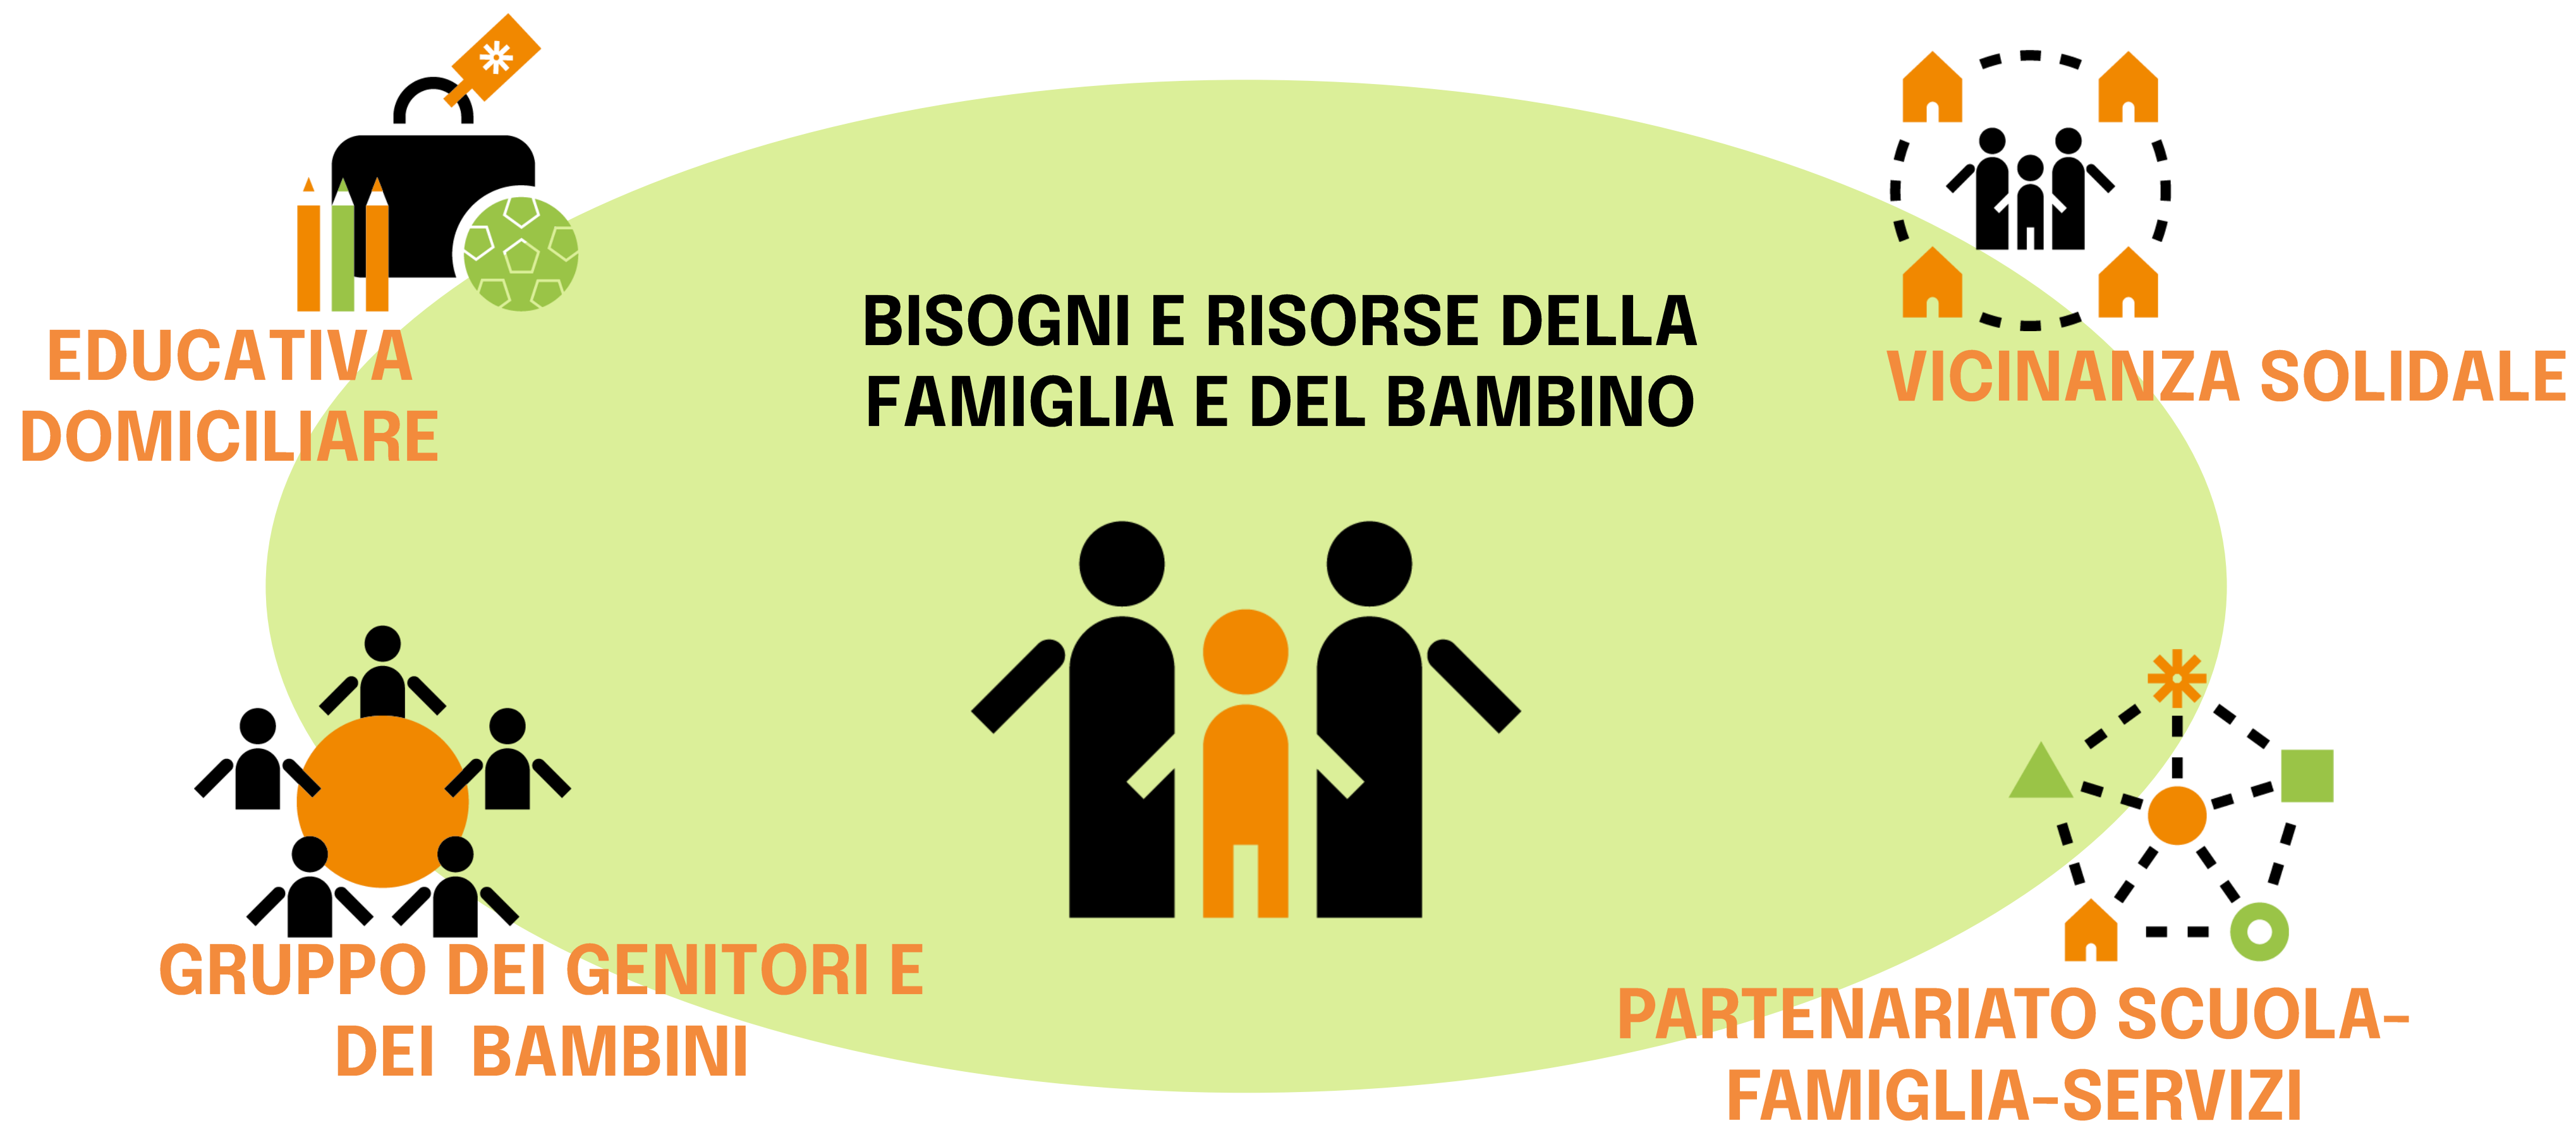 EDUCATIVA
DOMICILIARE
BISOGNI E RISORSE DELLA
FAMIGLIA E DEL BAMBINO
VICINANZA SOLIDALE
GRUPPO DEI GENITORI E
DEI BAMBINI
PARTENARIATO SCUOLA-
FAMIGLIA-SERVIZI